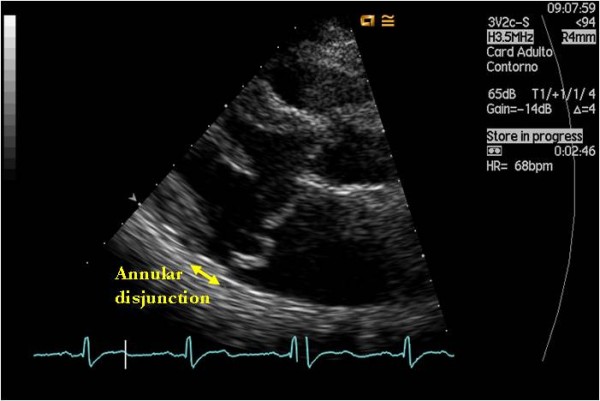 09:07:59
3V2c-S <94
H3.5MHz R4mm
Card Adulto
Contorno
65dB T1/+1/1/ 4
Gain=-14dB Δ=4
Store in progress
0:02:46
HR= 68bpm
Annular
disjunction